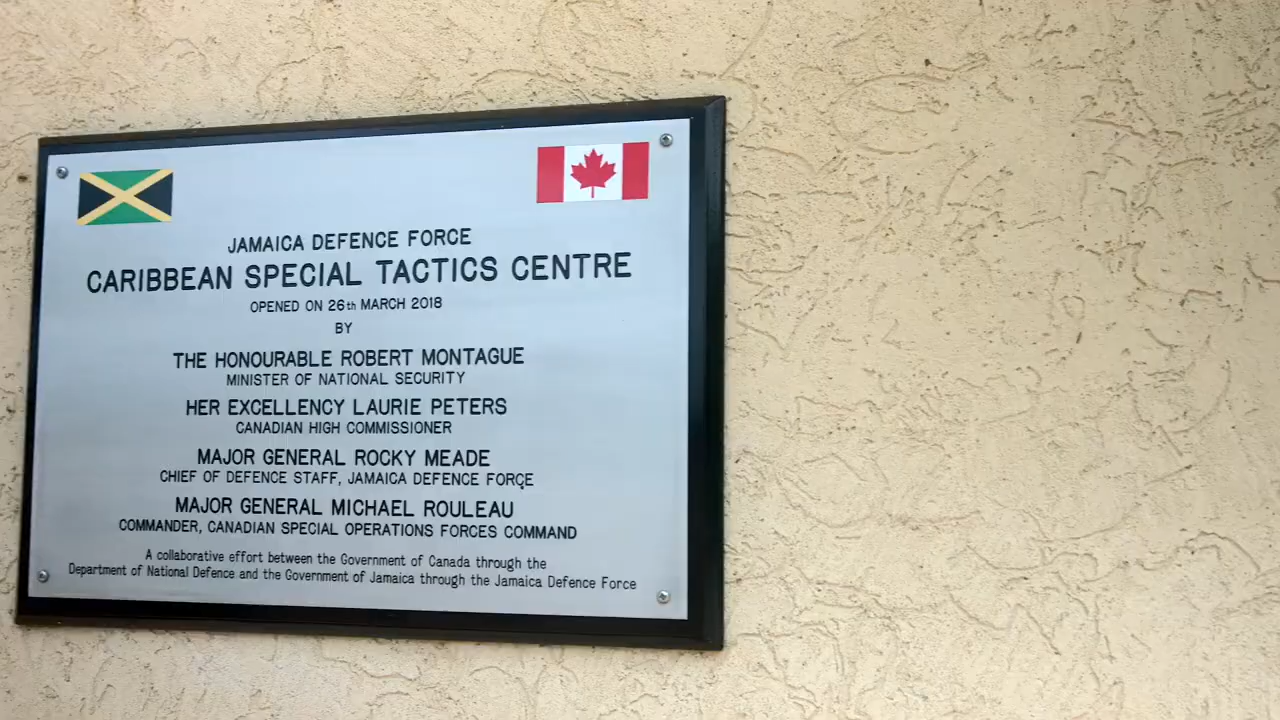 JAMAICA DEFENCE FORCE
CARIBBEAN SPECIAL TACTICS CENTRE
OPENED ON 26th MARCH 2018
BY
THE HONOURABLE ROBERT MONTAGUE
MINISTER OF NATIONAL SECURITY
HER EXCELLENCY LAURIE PETERS
CANADIAN HIGH COMMISSIONER
MAJOR GENERAL ROCKY MEADE
CHIEF OF DEFENCE STAFF, JAMAICA DEFENCE FORCE
MAJOR GENERAL MICHAEL ROULEAU
COMMANDER, CANADIAN SPECIAL OPERATIONS FORCES COMMAND
A collaborative effort between the Government of Canada through the
Department of National Defence and the Government of Jamaica through the Jamaica Defence Force